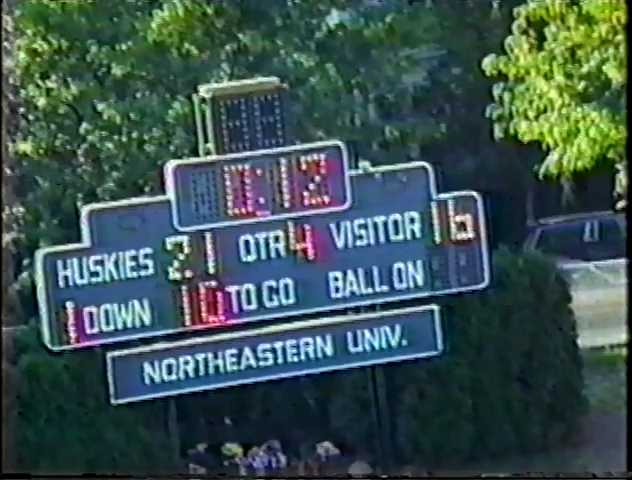 0:12
HUSKIES 21 QTR 4 VISITOR 16
1 DOWN 10 TO GO BALL ON
NORTHEASTERN UNIV.